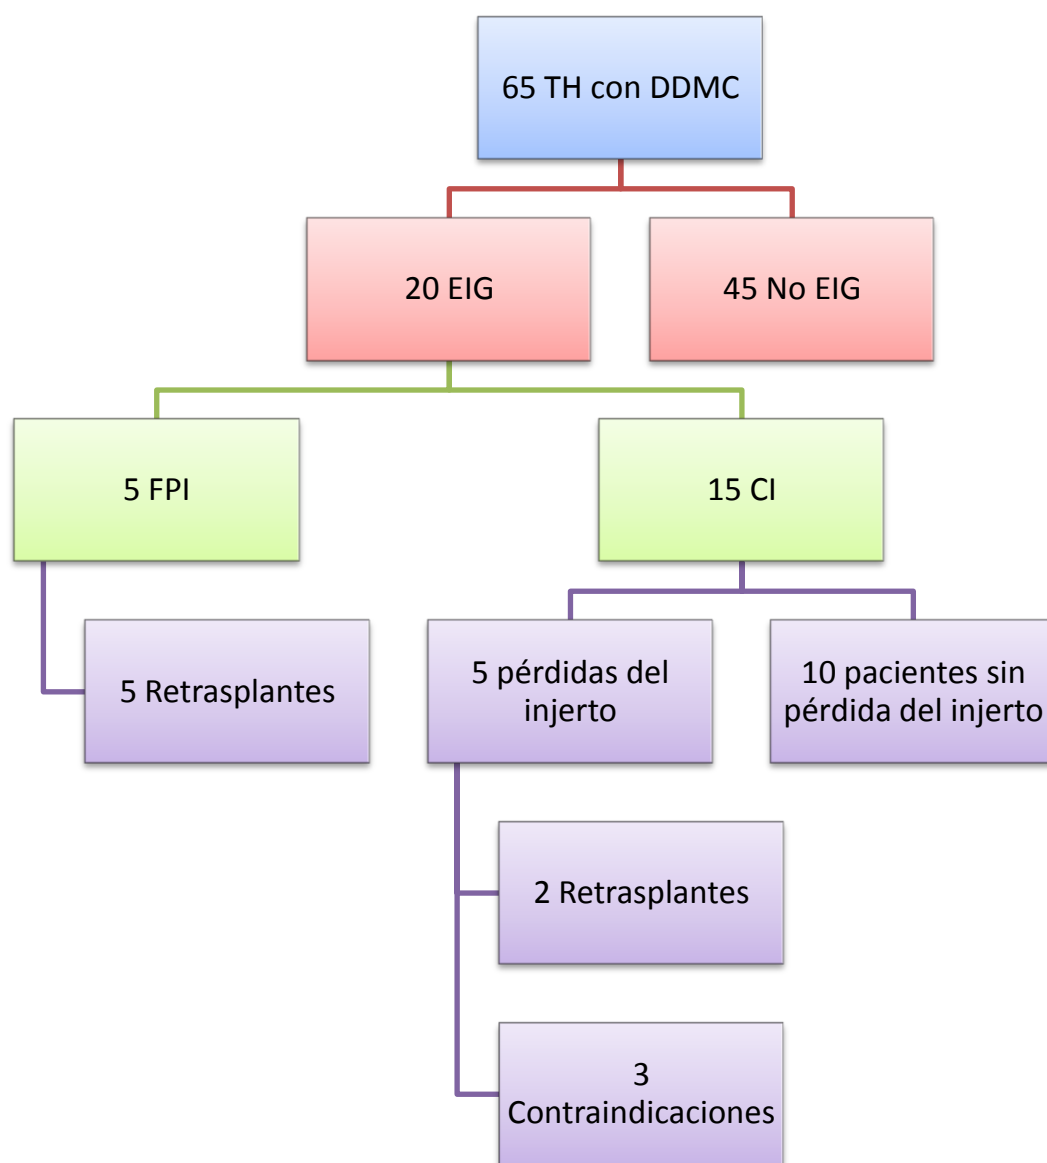 65 TH con DDMC
20 EIG
45 No EIG
5 FPI
15 CI
5 Retrasplantes
5 pérdidas del
injerto
10 pacientes sin
pérdida del injerto
2 Retrasplantes
3
Contraindicaciones